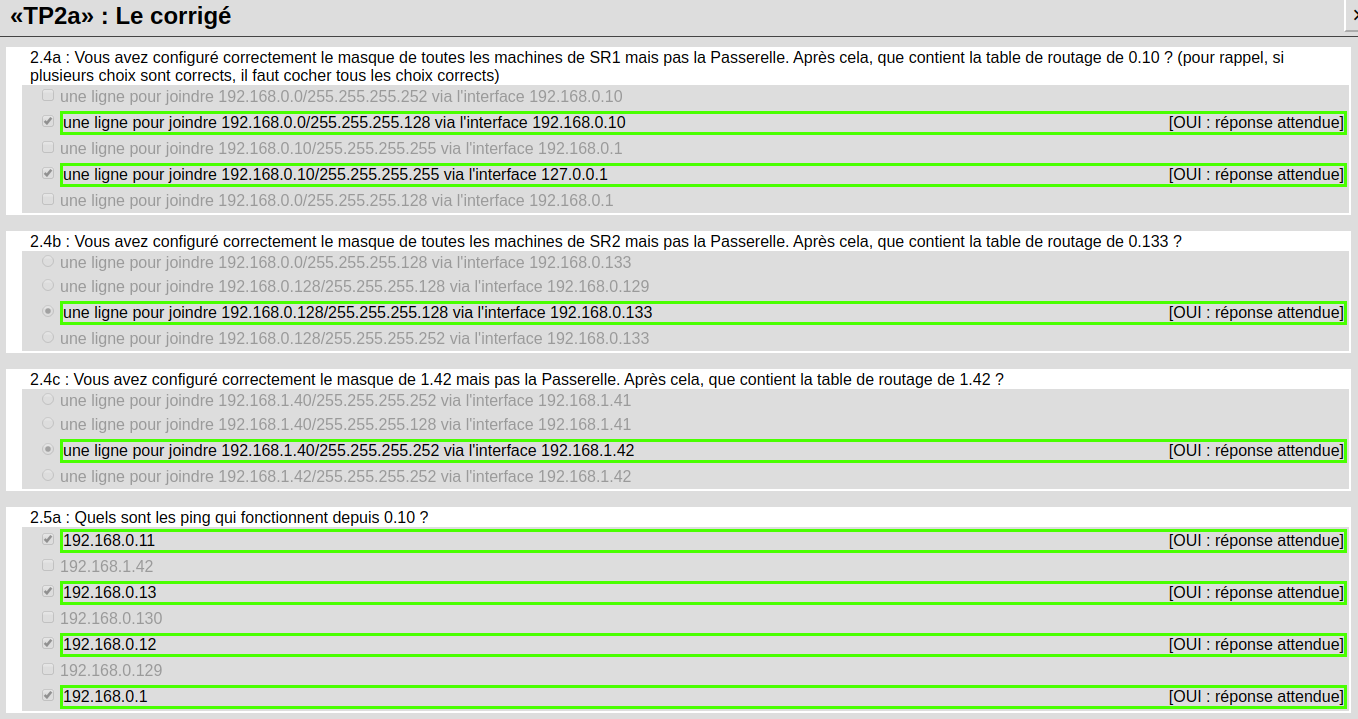 «TP2a» : Le corrigé
2.4a : Vous avez configuré correctement le masque de toutes les machines de SR1 mais pas la Passerelle. Après cela, que contient la table de routage de 0.10 ? (pour rappel, si
plusieurs choix sont corrects, il faut cocher tous les choix corrects)
une ligne pour joindre 192.168.0.0/255.255.255.252 via l'interface 192.168.0.10
une ligne pour joindre 192.168.0.0/255.255.255.128 via l'interface 192.168.0.10 [OUI : réponse attendue]
une ligne pour joindre 192.168.0.10/255.255.255.255 via l'interface 192.168.0.1
une ligne pour joindre 192.168.0.10/255.255.255.255 via l'interface 127.0.0.1 [OUI : réponse attendue]
une ligne pour joindre 192.168.0.0/255.255.255.128 via l'interface 192.168.0.1
2.4b : Vous avez configuré correctement le masque de toutes les machines de SR2 mais pas la Passerelle. Après cela, que contient la table de routage de 0.133 ?
une ligne pour joindre 192.168.0.0/255.255.255.128 via l'interface 192.168.0.133
une ligne pour joindre 192.168.0.128/255.255.255.128 via l'interface 192.168.0.129
une ligne pour joindre 192.168.0.128/255.255.255.128 via l'interface 192.168.0.133 [OUI : réponse attendue]
une ligne pour joindre 192.168.0.128/255.255.255.252 via l'interface 192.168.0.133
2.4c : Vous avez configuré correctement le masque de 1.42 mais pas la Passerelle. Après cela, que contient la table de routage de 1.42 ?
une ligne pour joindre 192.168.1.40/255.255.255.252 via l'interface 192.168.1.41
une ligne pour joindre 192.168.1.40/255.255.255.128 via l'interface 192.168.1.41
une ligne pour joindre 192.168.1.40/255.255.255.252 via l'interface 192.168.1.42 [OUI : réponse attendue]
une ligne pour joindre 192.168.1.42/255.255.255.252 via l'interface 192.168.1.42
2.5a : Quels sont les ping qui fonctionnent depuis 0.10 ?
192.168.0.11 [OUI : réponse attendue]
192.168.1.42
192.168.0.13 [OUI : réponse attendue]
192.168.0.130
192.168.0.12 [OUI : réponse attendue]
192.168.0.129
192.168.0.1 [OUI : réponse attendue]